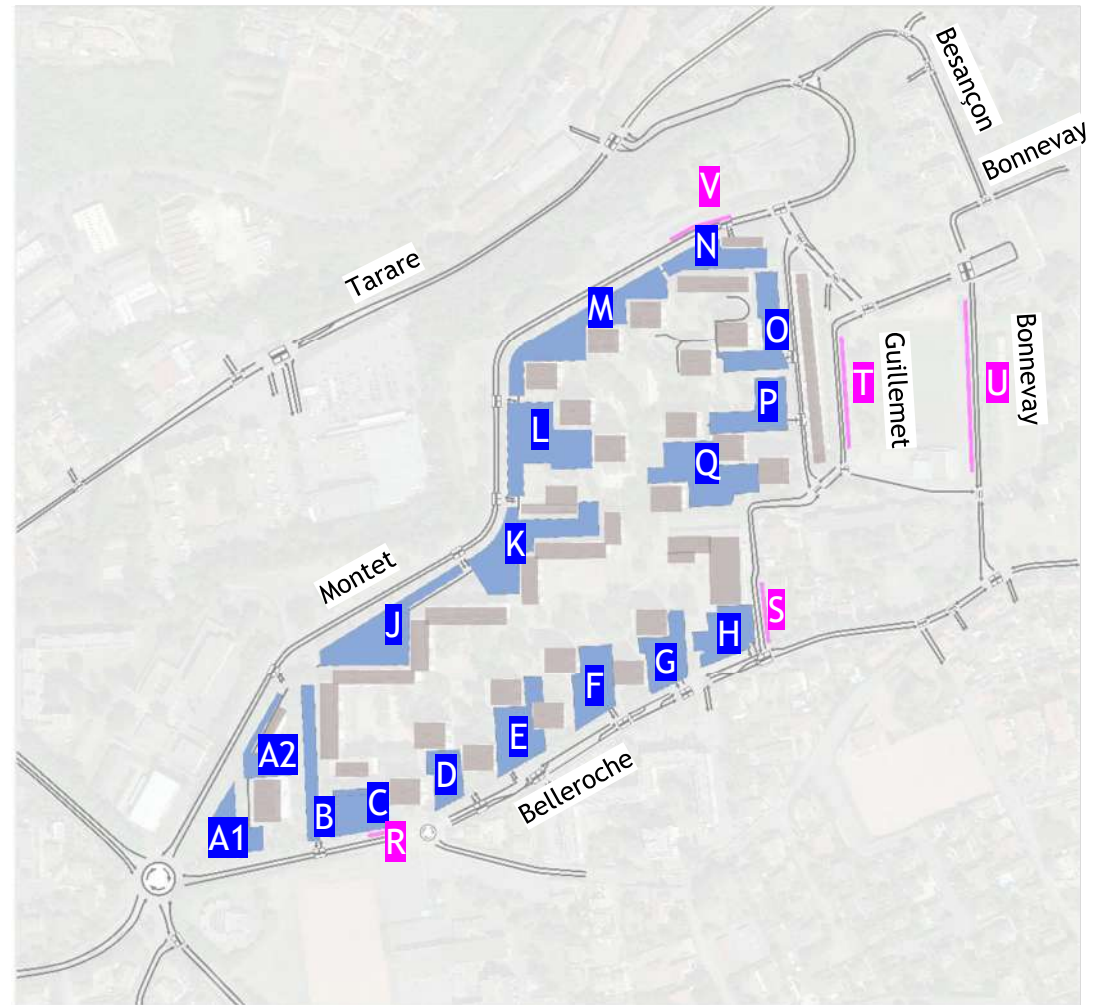 Besançon
Bonnevay
V
N
Tarare
M
O
T
Guillemet
U
Bonnevay
P
L
Q
K
Montet
J
S
H
G
F
E
A2
D
C
B
Belleroche
A1
R